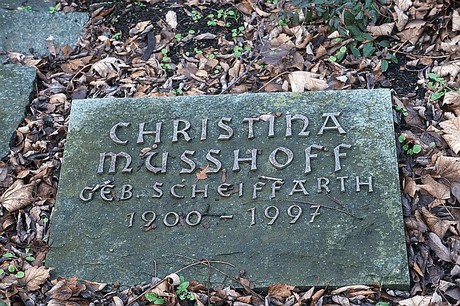 CHRISTINA
MUSSHOFF
GEB. SCHEIFFARTH
1900 - 1997